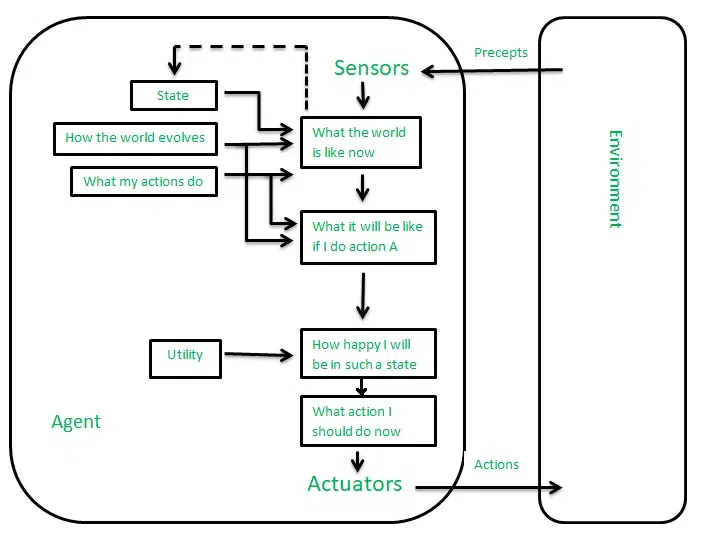 Precepts
Sensors
State
How the world evolves
What the world
is like now
What my actions do
Environment
What it will be like
if I do action A
How happy I will
be in such a state
Utility
What action I
should do now
Agent
Actions
Actuators